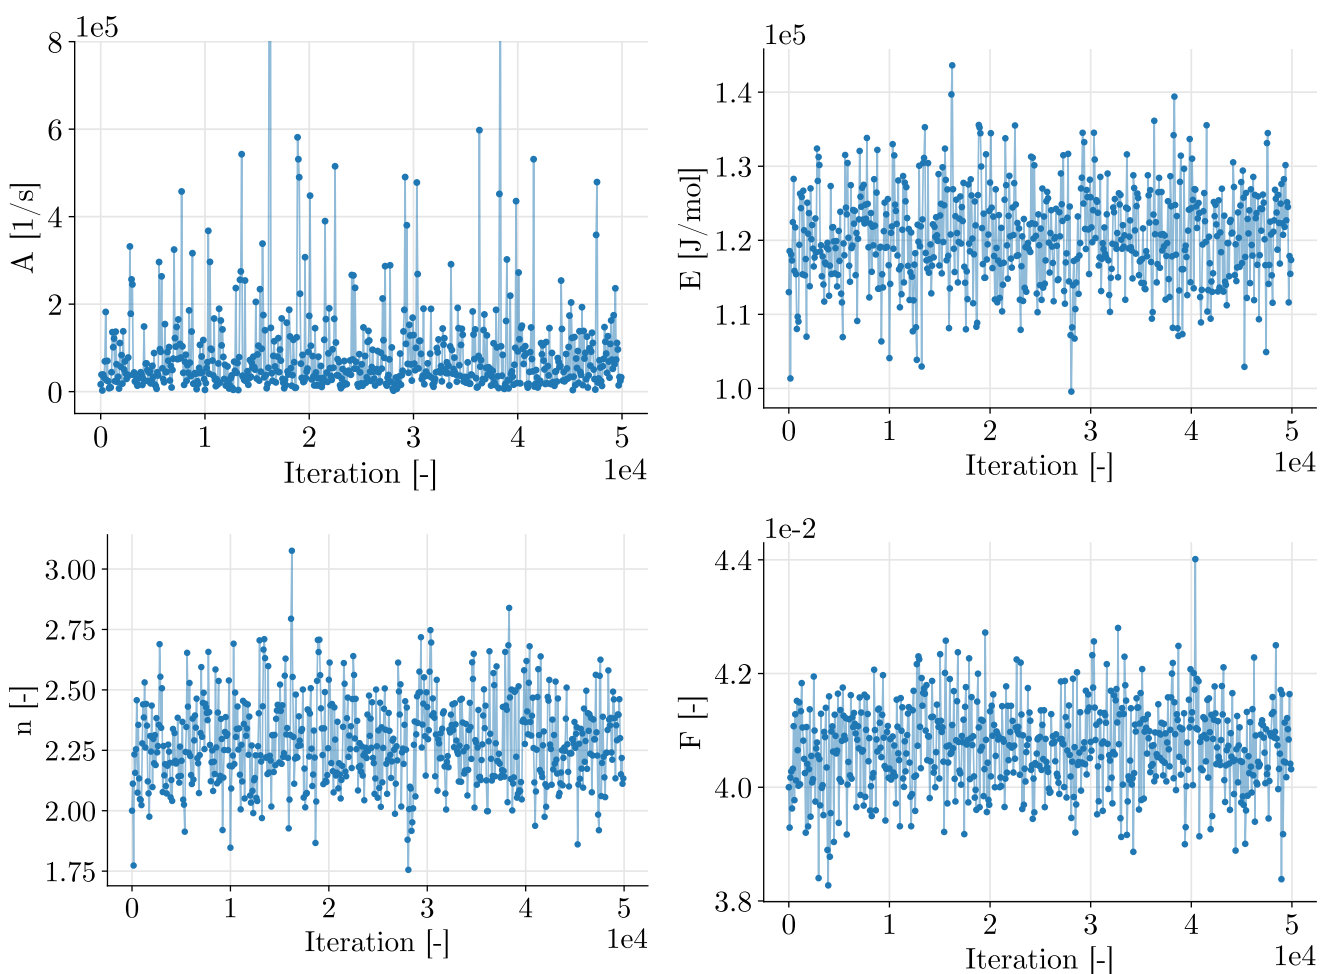 1e5
8
6
4
2
0
A [1/s]
0 1 2 3 4 5
1e4
Iteration [-]
1e5
1.4
1.3
1.2
1.1
1.0
E [J/mol]
0 1 2 3 4 5
1e4
Iteration [-]
3.00
2.75
2.50
2.25
2.00
1.75
n [-]
0 1 2 3 4 5
1e4
Iteration [-]
1e-2
4.4
4.2
4.0
3.8
F [-]
0 1 2 3 4 5
1e4
Iteration [-]